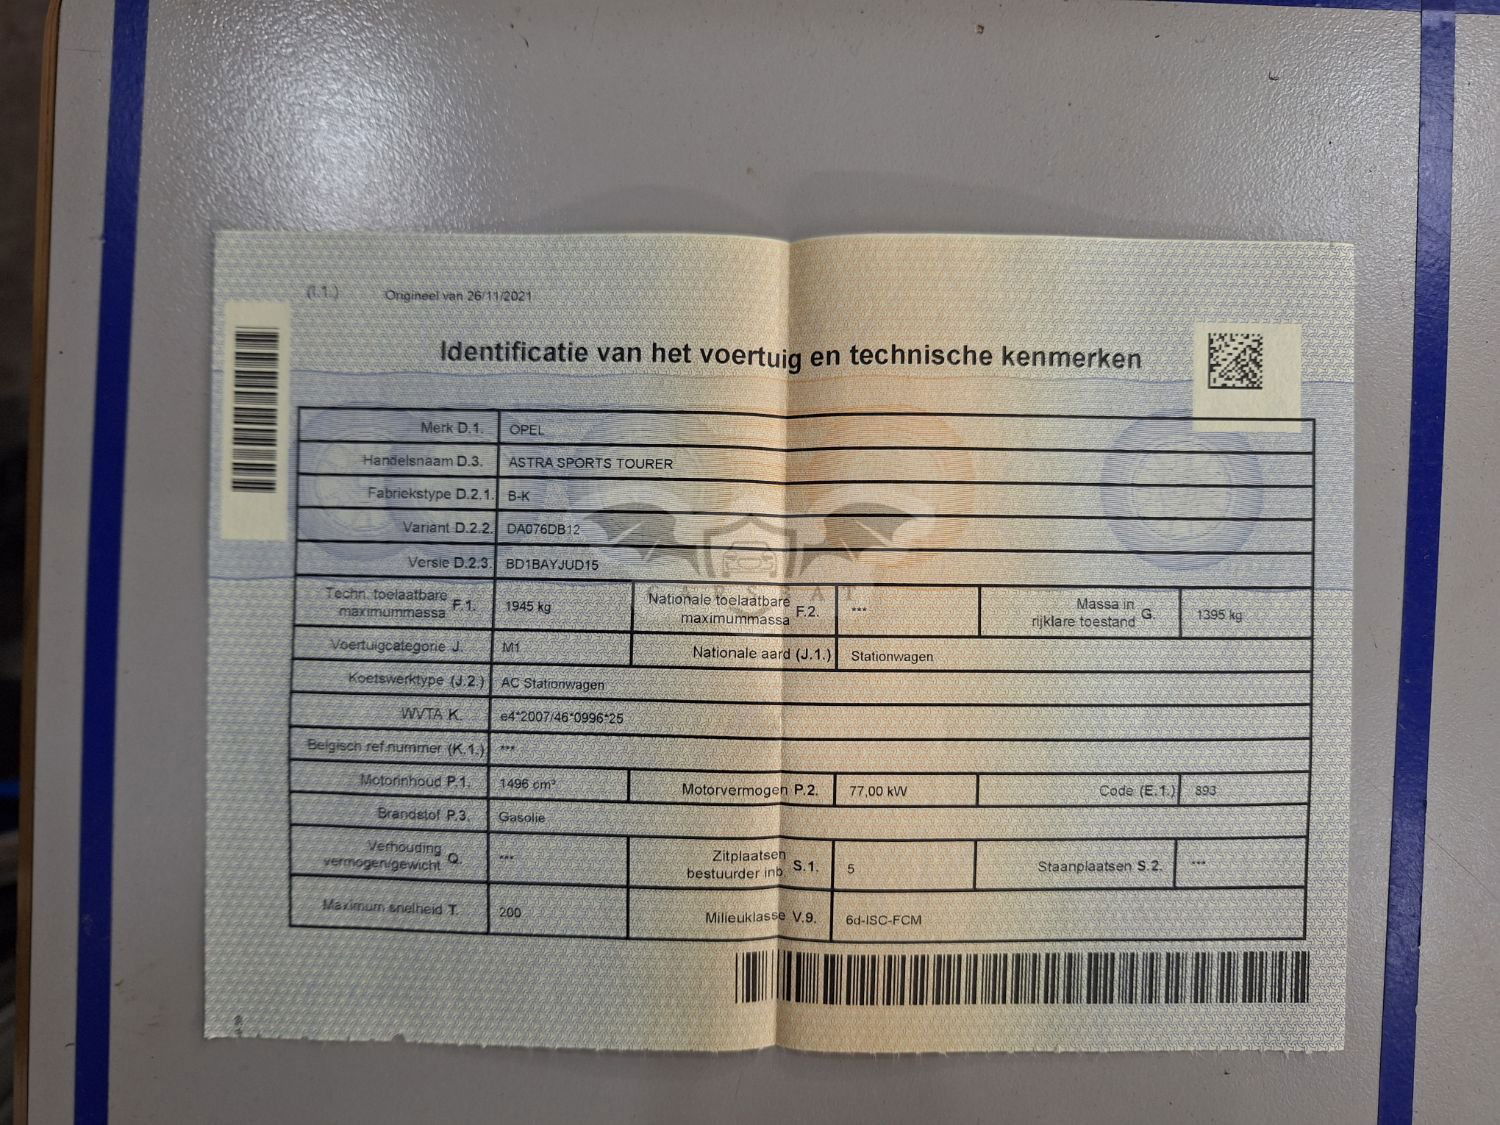 (I.1.) Origineel van 26/11/2021
Identificatie van het voertuig en technische kenmerken
Merk D.1. OPEL
Handelsnaam D.3. ASTRA SPORTS TOURER
Fabriekstype D.2.1. B-K
Variant D.2.2. DA076DB12
Versie D.2.3. BD1BAYJUD15
Techn. toelaatbare maximummassa F.1. 1945 kg Nationale toelaatbare maximummassa F.2. *** Massa in rijklare toestand G. 1395 kg
Voertuigcategorie J. M1 Nationale aard (J.1.) Stationwagen
Koetswerktype (J.2.) AC Stationwagen
WVTA K. e4*2007/46*0996*25
Belgisch ref.nummer (K.1.) ***
Motorinhoud P.1. 1496 cm³ Motorvermogen P.2. 77,00 kW Code (E.1.) 893
Brandstof P.3. Gasolie
Verhouding vermogen/gewicht Q. *** Zitplaatsen bestuurder inb. S.1. 5 Staanplaatsen S.2. ***
Maximum snelheid T. 200 Milieuklasse V.9. 6d-ISC-FCM